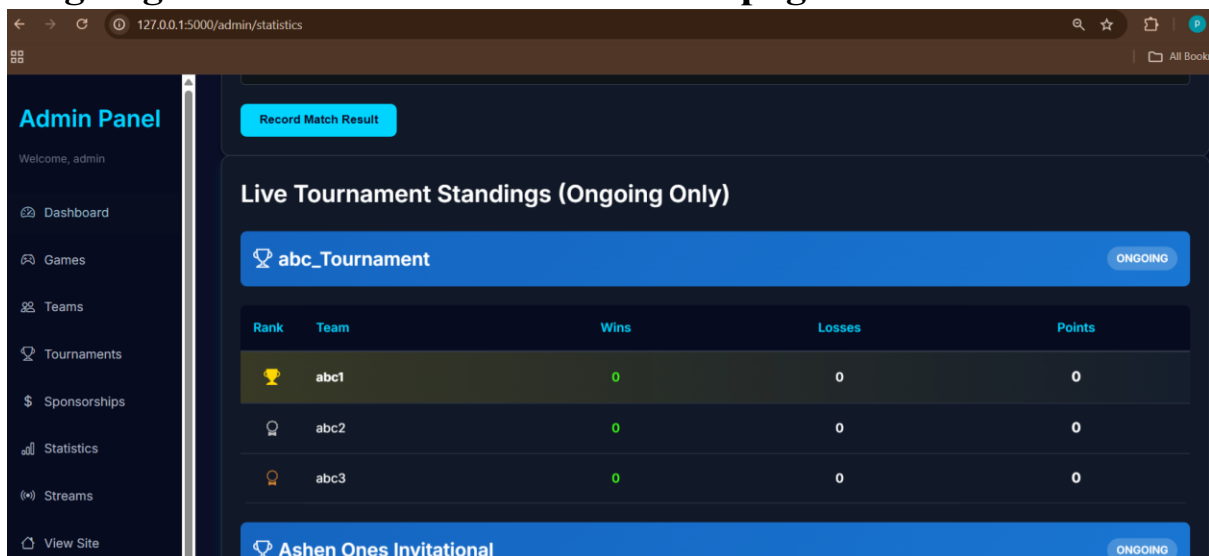 127.0.0.1:5000/admin/statistics
All Book
Admin Panel
Welcome, admin
Dashboard
Games
Teams
Tournaments
$ Sponsorships
Statistics
Streams
View Site
Record Match Result
Live Tournament Standings (Ongoing Only)
abc_Tournament ONGOING
Rank Team Wins Losses Points
abc1 0 0 0
abc2 0 0 0
abc3 0 0 0
Ashen Ones Invitational ONGOING